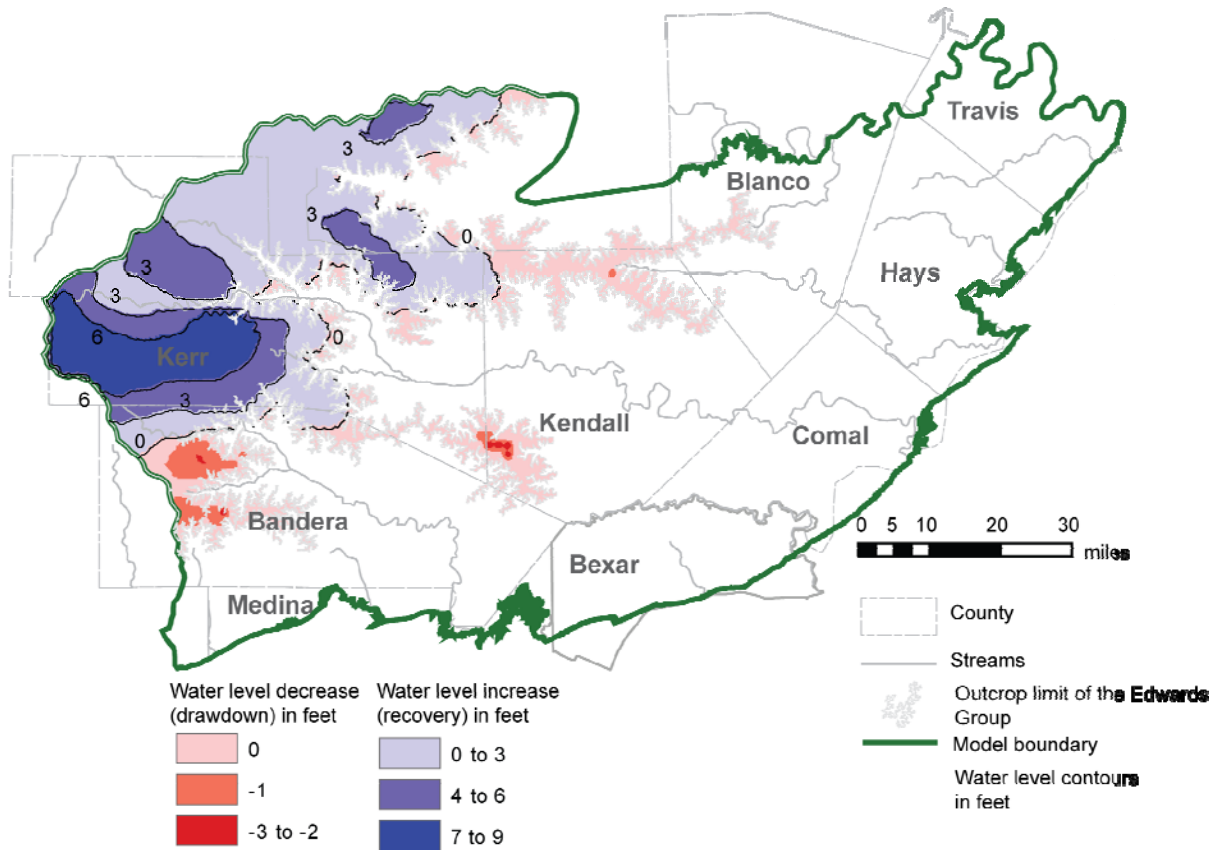 Travis
3
Blanco
3
0
Hays
3
3
6
0
Kerr
6
3
Kendall
Comal
0
0 5 10 20 30
miles
Bandera
Bexar
Medina
County
Streams
Outcrop limit of the Edwards
Group
Model boundary
Water level contours
in feet
Water level decrease
(drawdown) in feet
0
-1
-3 to -2
Water level increase
(recovery) in feet
0 to 3
4 to 6
7 to 9